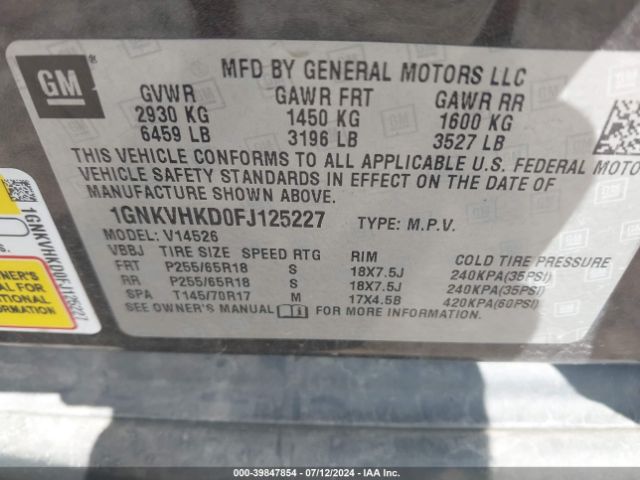 GM
MFD BY GENERAL MOTORS LLC
GVWR GAWR FRT GAWR RR
2930 KG 1450 KG 1600 KG
6459 LB 3196 LB 3527 LB
THIS VEHICLE CONFORMS TO ALL APPLICABLE U.S. FEDERAL MOTO
VEHICLE SAFETY STANDARDS IN EFFECT ON THE DATE OF
MANUFACTURE SHOWN ABOVE.
1GNKVHKD0FJ125227 TYPE: M.P.V.
MODEL: V14526
VBBJ TIRE SIZE SPEED RTG RIM COLD TIRE PRESSURE
FRT P255/65R18 S 18X7.5J 240KPA(35PSI)
RR P255/65R18 S 18X7.5J 240KPA(35PSI)
SPA T145/70R17 M 17X4.5B 420KPA(60PSI)
SEE OWNER'S MANUAL FOR MORE INFORMATION.
1GNKVHKD0FJ125227
OWNER'S
MANUAL
000-39847854 - 07/12/2024 - IAA Inc.